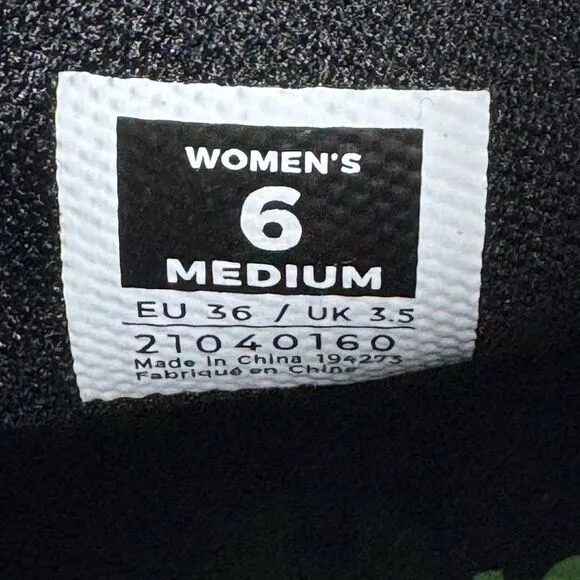 WOMEN'S
6
MEDIUM
EU 36 / UK 3.5
21040160
Made in China 194273
Fabriqué en Chine